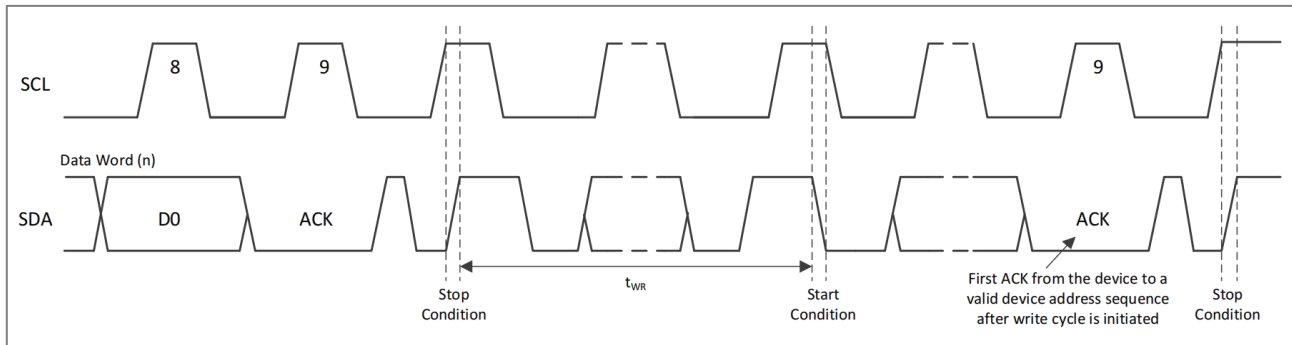 SCL
8
9
9
Data Word (n)
SDA
D0
ACK
ACK
tWR
Stop
Condition
Start
Condition
First ACK from the device to a
valid device address sequence
after write cycle is initiated
Stop
Condition